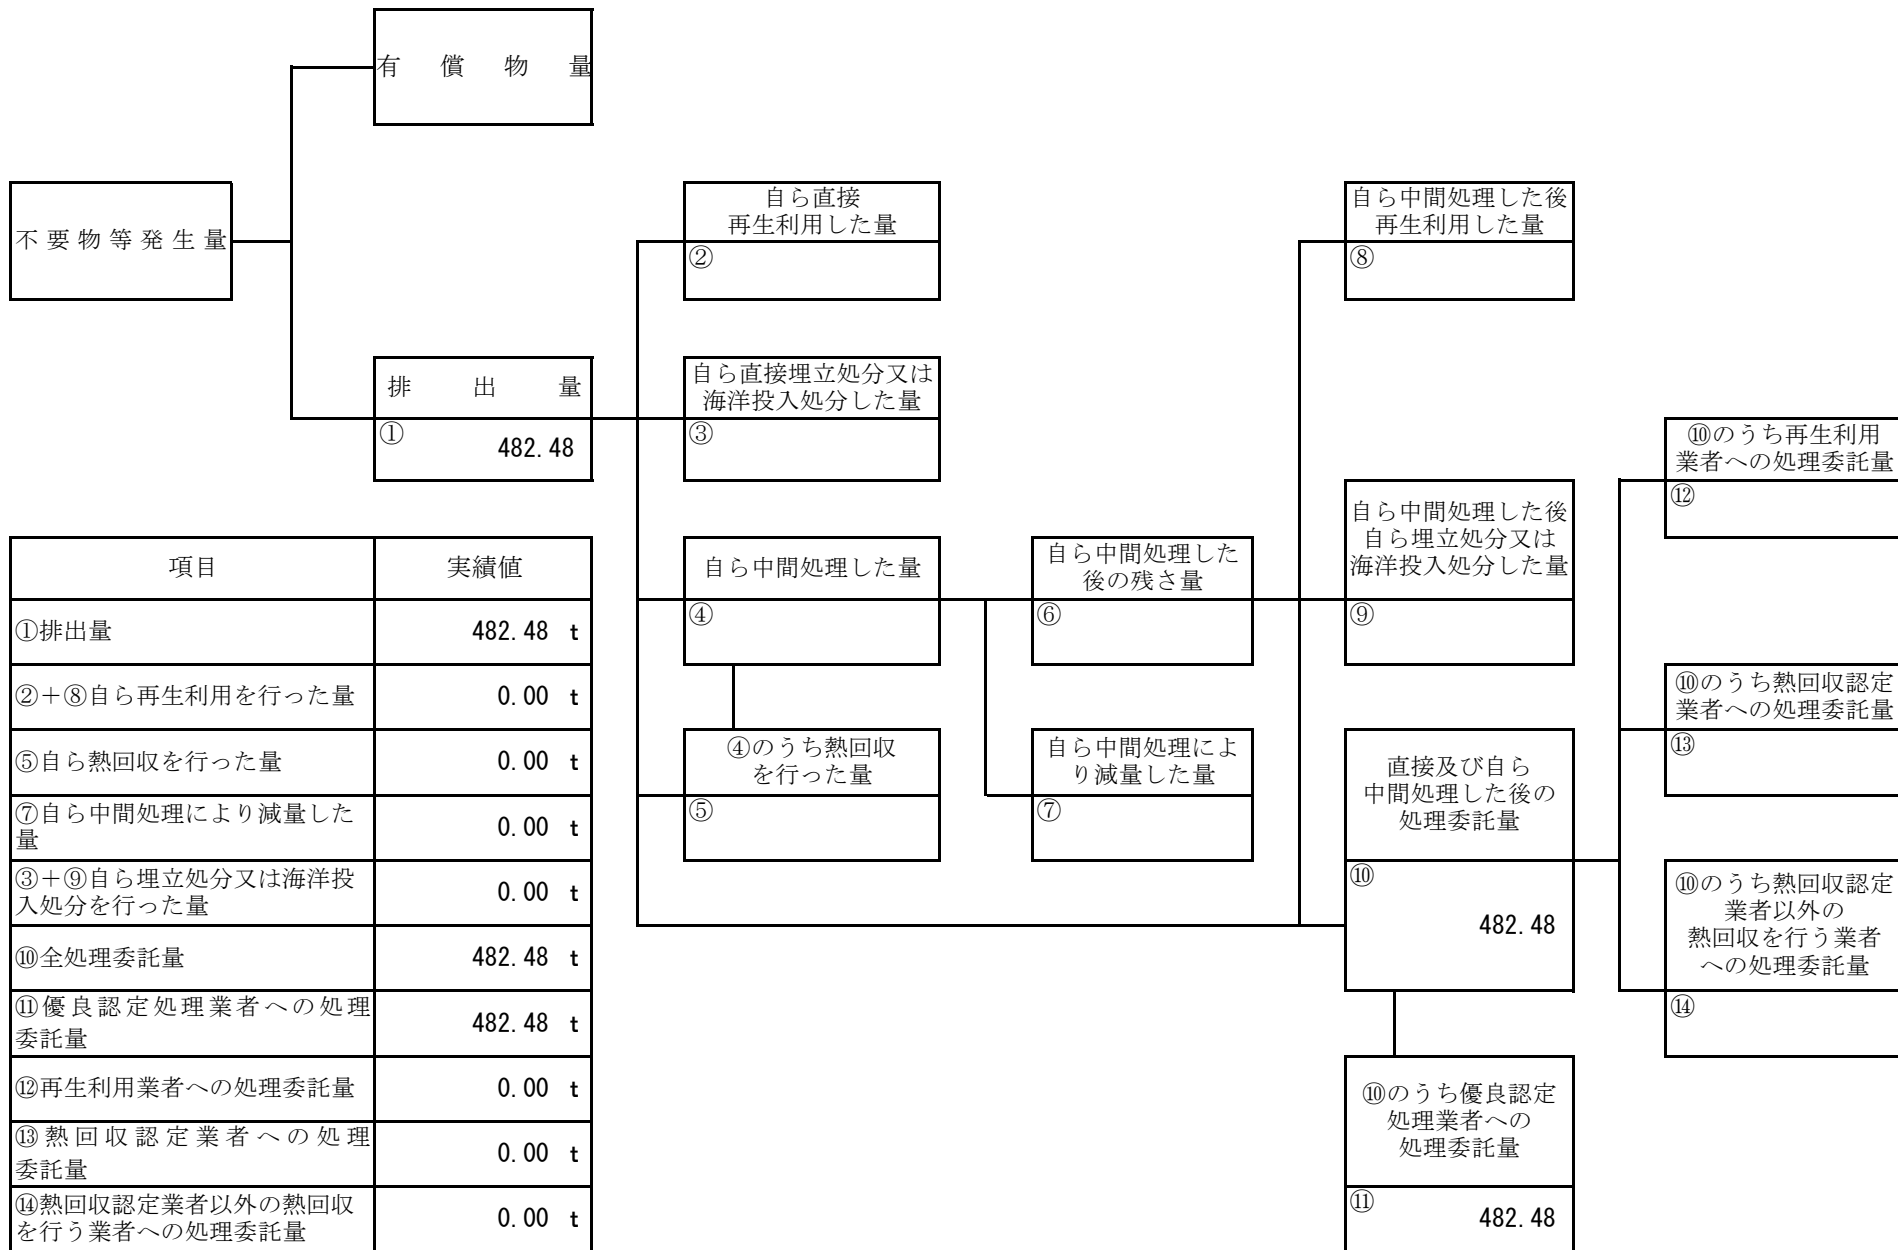 有償物量
不要物等発生量
自ら直接
再生利用した量
②
自ら中間処理した後
再生利用した量
⑧
排出量
①
482.48
自ら直接埋立処分又は
海洋投入処分した量
③
⑩のうち再生利用
業者への処理委託量
⑫
自ら中間処理した後
自ら埋立処分又は
海洋投入処分した量
⑨
自ら中間処理した量
④
自ら中間処理した
後の残さ量
⑥
⑩のうち熱回収認定
業者への処理委託量
⑬
④のうち熱回収
を行った量
⑤
自ら中間処理によ
り減量した量
⑦
直接及び自ら
中間処理した後の
処理委託量
⑩
482.48
⑩のうち熱回収認定
業者以外の
熱回収を行う業者
への処理委託量
⑭
⑩のうち優良認定
処理業者への
処理委託量
⑪
482.48
項目 実績値
①排出量 482.48 t
②＋⑧自ら再生利用を行った量 0.00 t
⑤自ら熱回収を行った量 0.00 t
⑦自ら中間処理により減量した
量 0.00 t
③＋⑨自ら埋立処分又は海洋投
入処分を行った量 0.00 t
⑩全処理委託量 482.48 t
⑪優良認定処理業者への処理
委託量 482.48 t
⑫再生利用業者への処理委託量 0.00 t
⑬熱回収認定業者への処理
委託量 0.00 t
⑭熱回収認定業者以外の熱回収
を行う業者への処理委託量 0.00 t